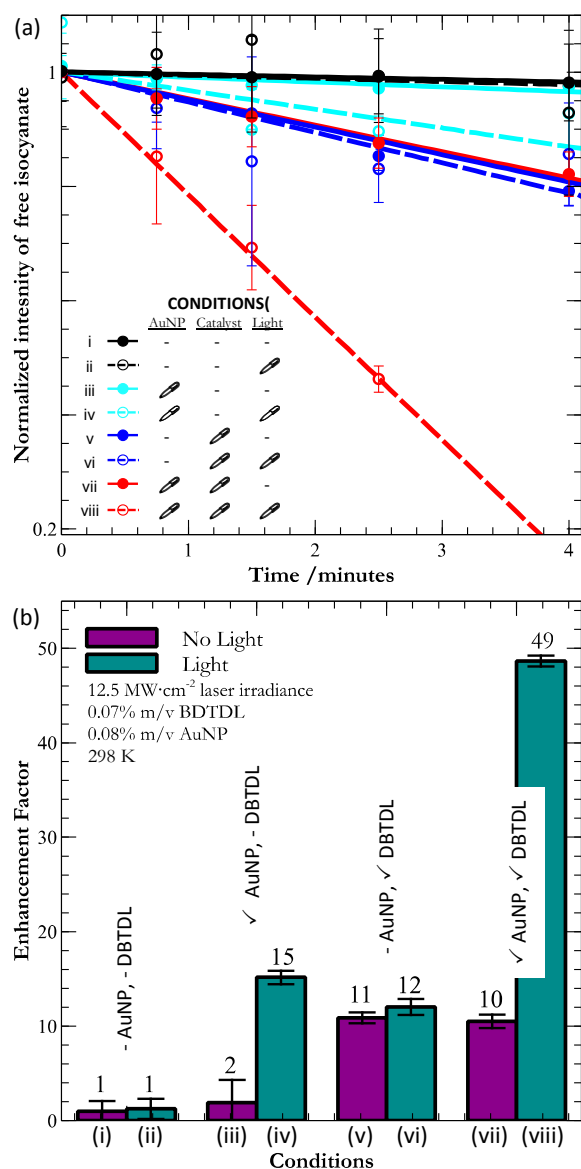 (a)
Normalized intesnity of free isocyanate
1
0.2
CONDITIONS(
AuNP Catalyst Light
i - - -
ii - -
iii - -
iv -
v - -
vi -
vii -
viii
0 1 2 3 4
Time /minutes
(b)
Enhancement Factor
50
40
30
20
10
0
No Light
Light
12.5 MW·cm⁻² laser irradiance
0.07% m/v BDTDL
0.08% m/v AuNP
298 K
- AuNP, - DBTDL
✓ AuNP, - DBTDL
- AuNP, ✓ DBTDL
✓ AuNP, ✓ DBTDL
1 1 2 15 11 12 10 49
(i) (ii) (iii) (iv) (v) (vi) (vii) (viii)
Conditions